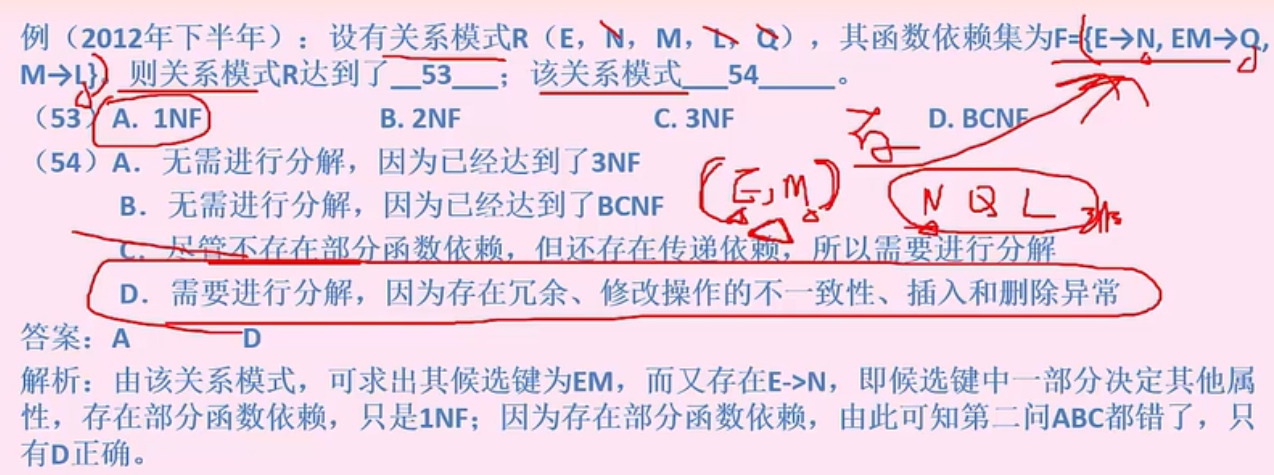 例（2012年下半年）：设有关系模式R（E，N，M，L，Q），其函数依赖集为F={E→N, EM→Q,
M→L}，则关系模式R达到了__53___；该关系模式___54_____。
（53）A. 1NF B. 2NF C. 3NF D. BCNF
（54）A．无需进行分解，因为已经达到了3NF
B．无需进行分解，因为已经达到了BCNF
(E,M)
N Q L
C．尽管不存在部分函数依赖，但还存在传递依赖，所以需要进行分解
D．需要进行分解，因为存在冗余、修改操作的不一致性、插入和删除异常
答案：A D
解析：由该关系模式，可求出其候选键为EM，而又存在E->N，即候选键中一部分决定其他属
性，存在部分函数依赖，只是1NF；因为存在部分函数依赖，由此可知第二问ABC都错了，只
有D正确。